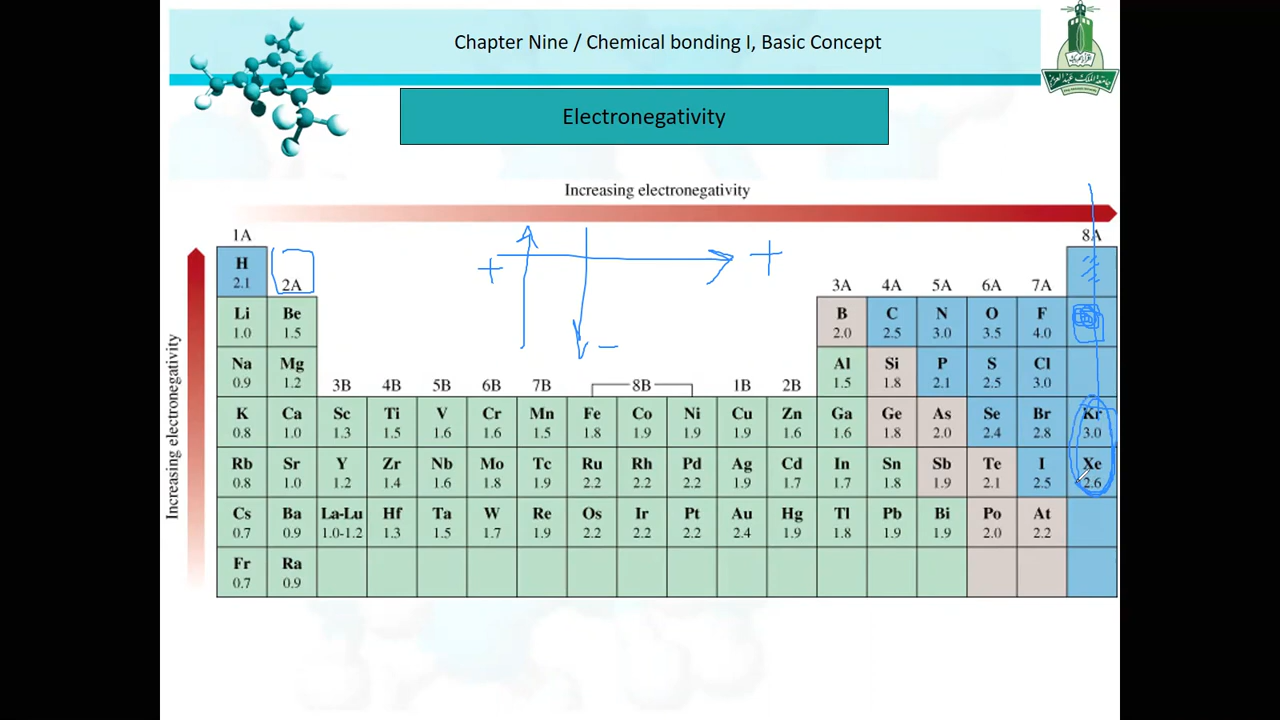 Chapter Nine / Chemical bonding I, Basic Concept
Electronegativity
Increasing electronegativity
1A 8A
H
2.1
2A 3A 4A 5A 6A 7A
Li Be B C N O F
1.0 1.5 2.0 2.5 3.0 3.5 4.0
Na Mg Al Si P S Cl
0.9 1.2 3B 4B 5B 6B 7B 8B 1B 2B 1.5 1.8 2.1 2.5 3.0
K Ca Sc Ti V Cr Mn Fe Co Ni Cu Zn Ga Ge As Se Br Kr
0.8 1.0 1.3 1.5 1.6 1.6 1.5 1.8 1.9 1.9 1.9 1.6 1.6 1.8 2.0 2.4 2.8 3.0
Rb Sr Y Zr Nb Mo Tc Ru Rh Pd Ag Cd In Sn Sb Te I Xe
0.8 1.0 1.2 1.4 1.6 1.8 1.9 2.2 2.2 2.2 1.9 1.7 1.7 1.8 1.9 2.1 2.5 2.6
Cs Ba La-Lu Hf Ta W Re Os Ir Pt Au Hg Tl Pb Bi Po At
0.7 0.9 1.0-1.2 1.3 1.5 1.7 1.9 2.2 2.2 2.2 2.4 1.9 1.8 1.9 1.9 2.0 2.2
Fr Ra
0.7 0.9
Increasing electronegativity
+ +
−
جامعة الملك عبد العزيز